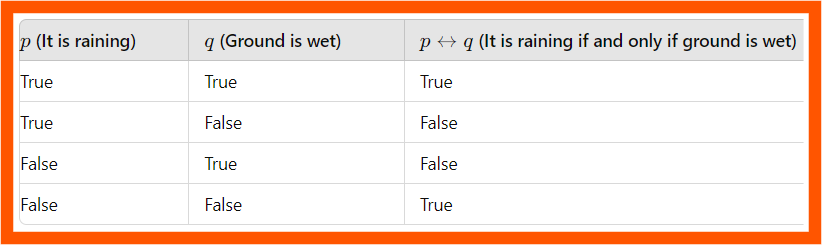 p (It is raining) q (Ground is wet) p ↔ q (It is raining if and only if ground is wet)
True True True
True False False
False True False
False False True